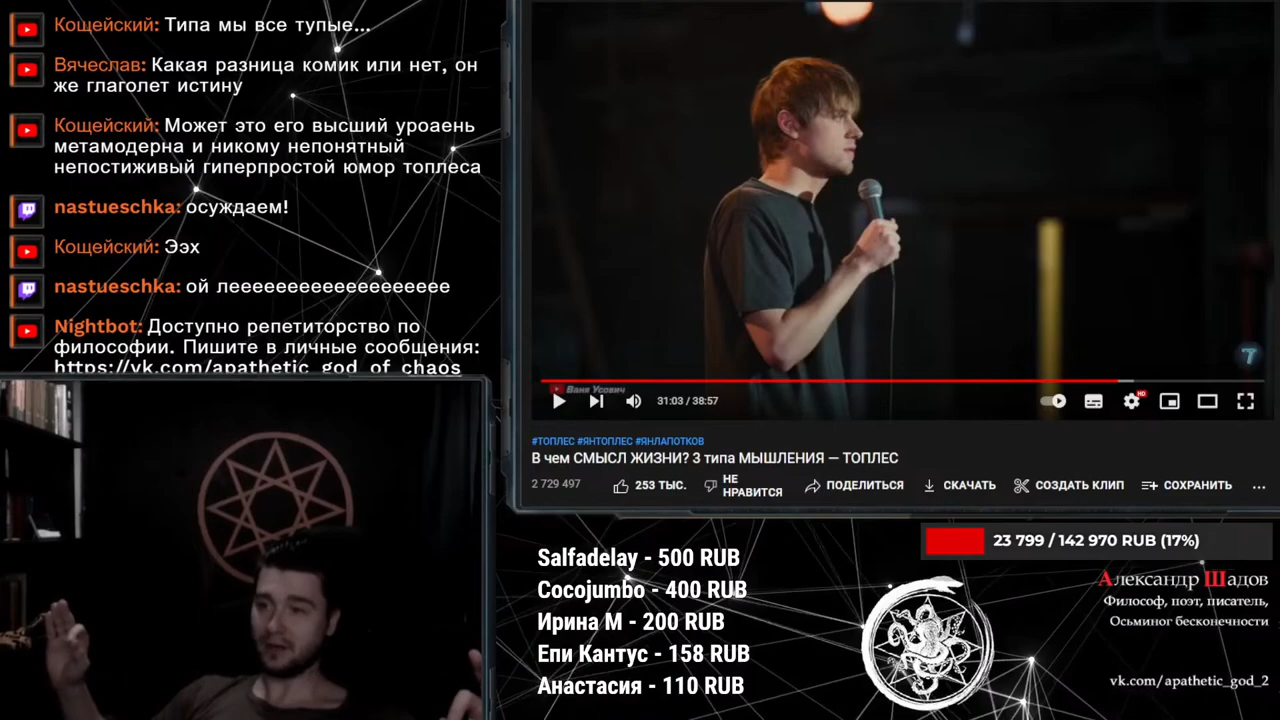 Кощейский: Типа мы все тупые...
Вячеслав: Какая разница комик или нет, он
же глаголет истину
Кощейский: Может это его высший уроаень
метамодерна и никому непонятный
непостиживый гиперпростой юмор топлеса
nastueschka: осуждаем!
Кощейский: Ээх
nastueschka: ой лееeeeeeeeeeeeeeeeee
Nightbot: Доступно репетиторство по
философии. Пишите в личные сообщения:
https://vk.com/apathetic_god_of_chaos
Ваня Усович
31:03 / 38:57
HD
#ТОПЛЕС #ЯНТОПЛЕС #ЯНЛАПОТКОВ
В чем СМЫСЛ ЖИЗНИ? 3 типа МЫШЛЕНИЯ — ТОПЛЕС
2 729 497
253 ТЫС.
НЕ
НРАВИТСЯ
ПОДЕЛИТЬСЯ
СКАЧАТЬ
СОЗДАТЬ КЛИП
СОХРАНИТЬ
23 799 / 142 970 RUB (17%)
Salfadelay - 500 RUB
Cocojumbo - 400 RUB
Ирина М - 200 RUB
Епи Кантус - 158 RUB
Анастасия - 110 RUB
Александр Шадов
Философ, поэт, писатель,
Осьминог бесконечности
vk.com/apathetic_god_2